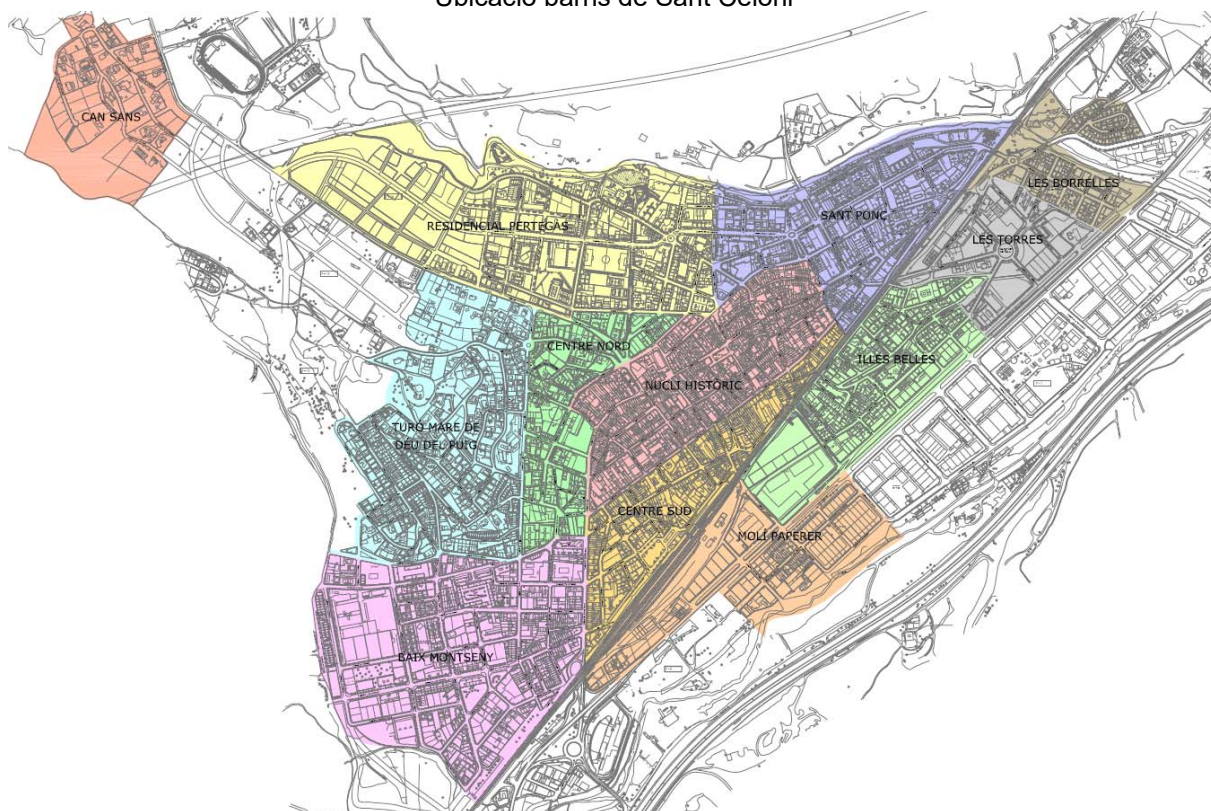 Ubicació barris de Sant Celoni
CAN SANS
LES BORRELLES
SANT PONÇ
RESIDENCIAL PERTEGÀS
LES TORRES
CENTRE NORD
ILLES BELLES
NUCLI HISTÒRIC
TURÓ MARE DE
DÉU DEL PUIG
CENTRE SUD
MOLÍ PAPERER
BAIX MONTSENY